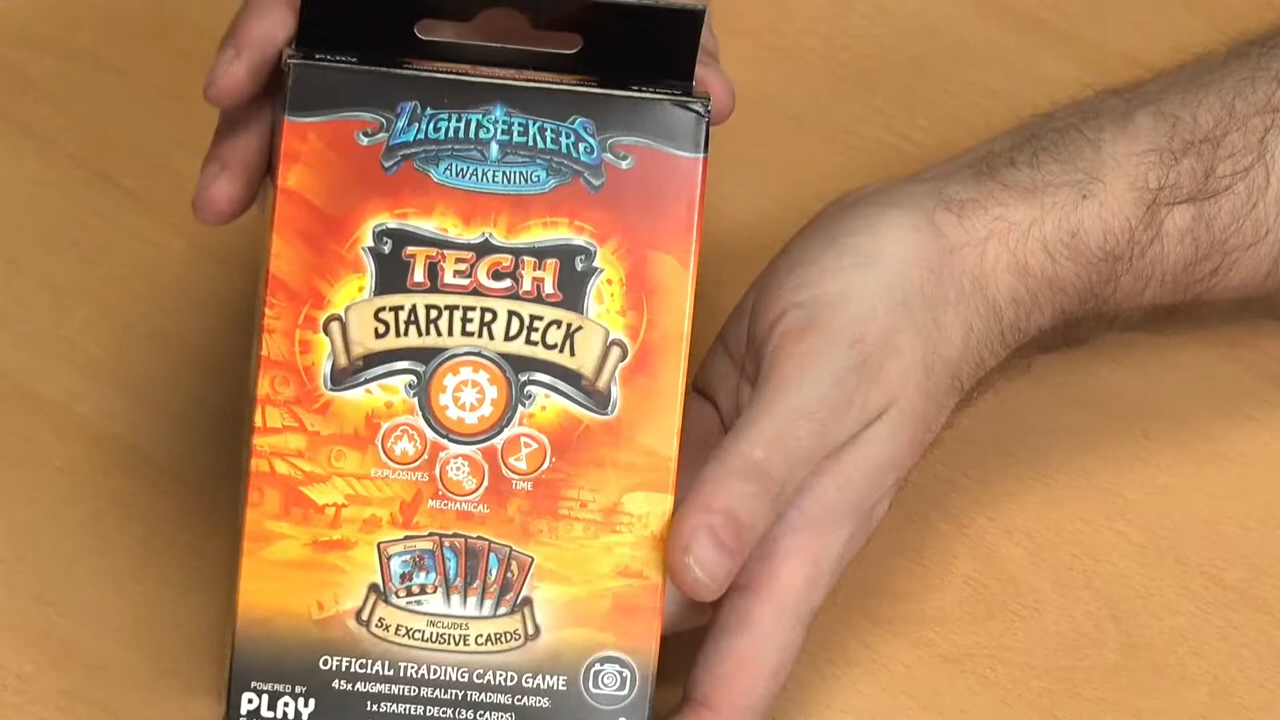 PLAY
LIGHTSEEKERS
AWAKENING
TECH
STARTER DECK
EXPLOSIVES
MECHANICAL
TIME
INCLUDES
5x EXCLUSIVE CARDS
OFFICIAL TRADING CARD GAME
45x AUGMENTED REALITY TRADING CARDS:
1x STARTER DECK (36 CARDS)
POWERED BY
PLAY